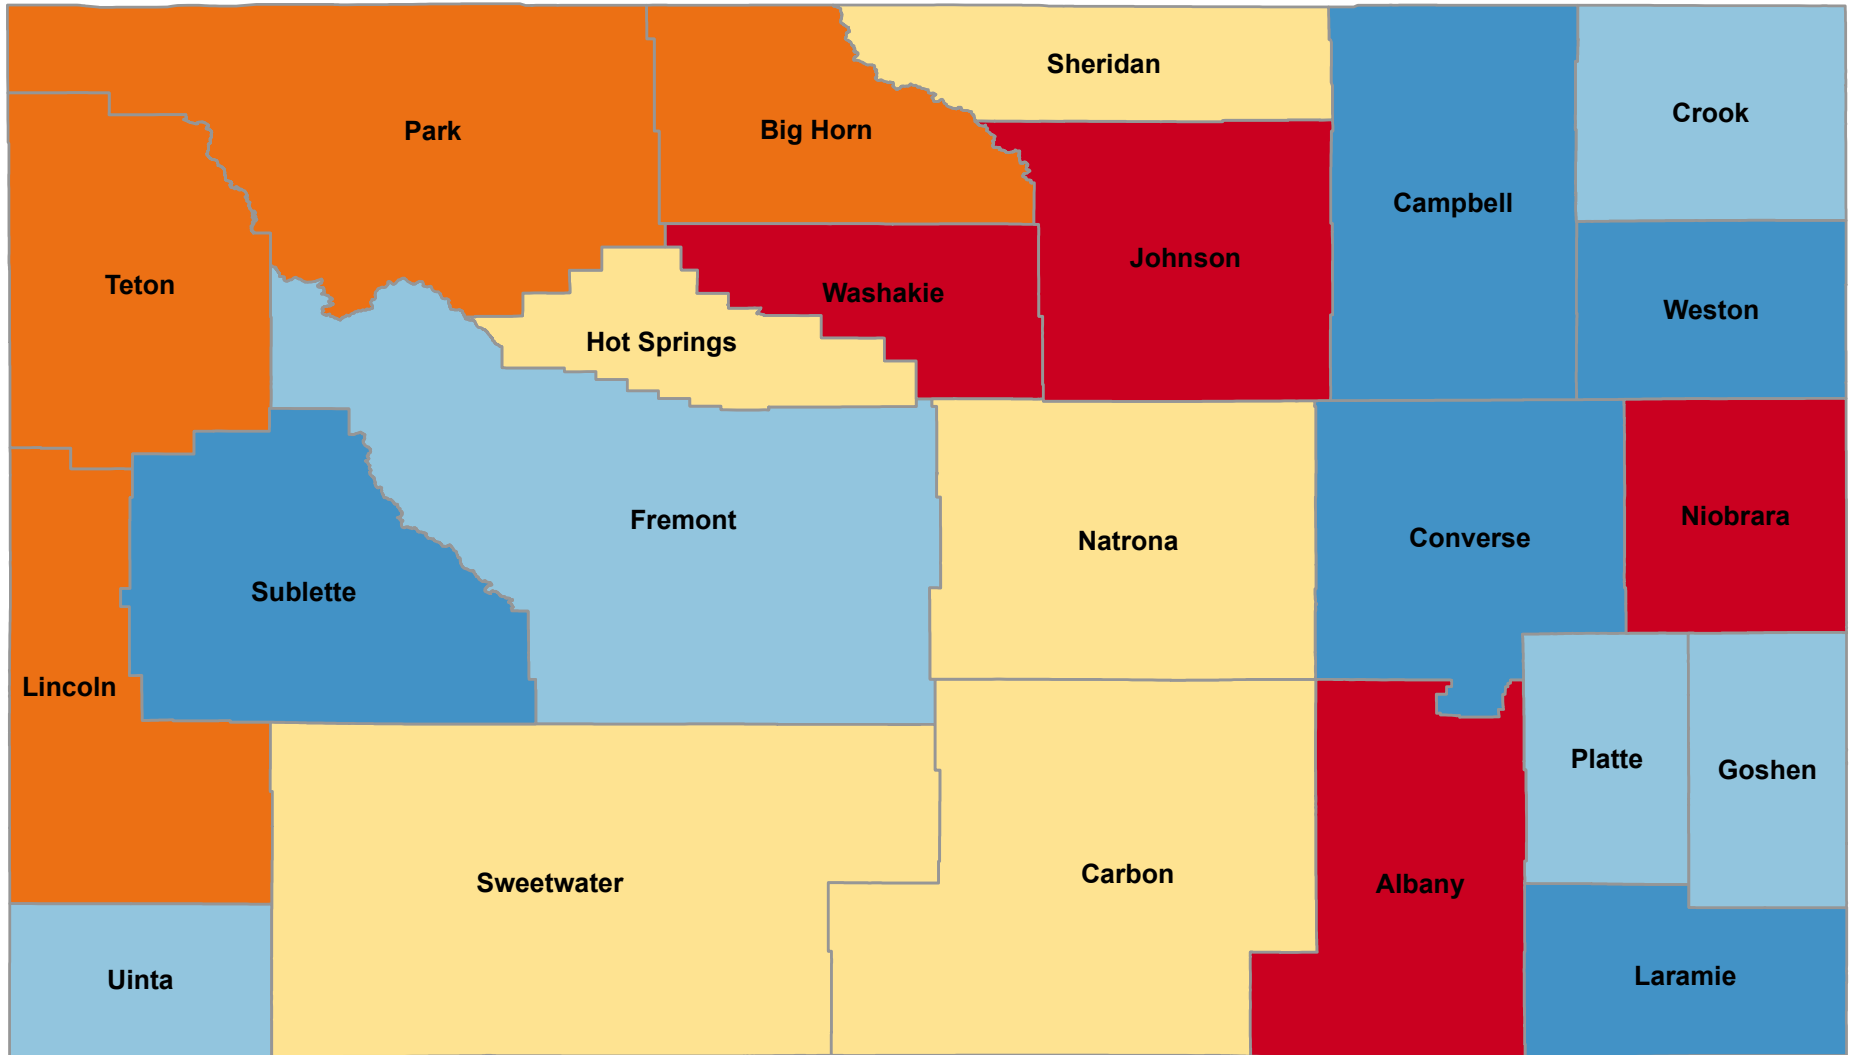 Sheridan
Crook
Park
Big Horn
Campbell
Johnson
Teton
Washakie
Weston
Hot Springs
Niobrara
Fremont
Converse
Natrona
Sublette
Lincoln
Platte
Goshen
Carbon
Sweetwater
Albany
Laramie
Uinta